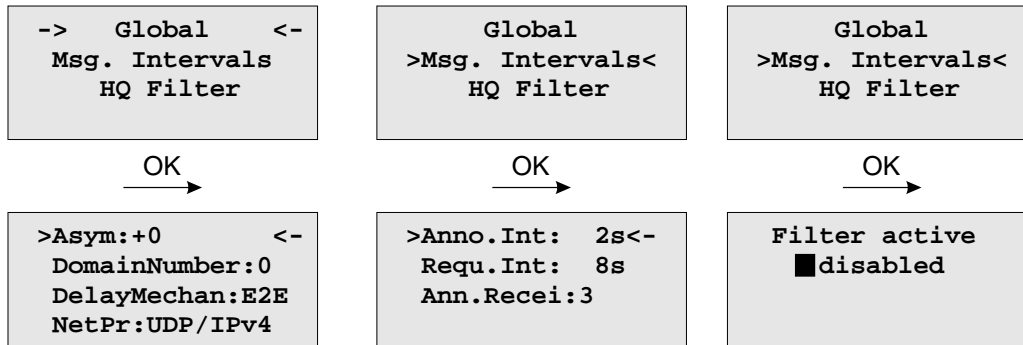 ->   Global   <-
Msg. Intervals
HQ Filter
OK
>Asym:+0       <-
DomainNumber:0
DelayMechan:E2E
NetPr:UDP/IPv4
Global
>Msg. Intervals<
HQ Filter
OK
>Anno.Int:  2s<-
Requ.Int:  8s
Ann.Recei:3
Global
>Msg. Intervals<
HQ Filter
OK
Filter active
disabled